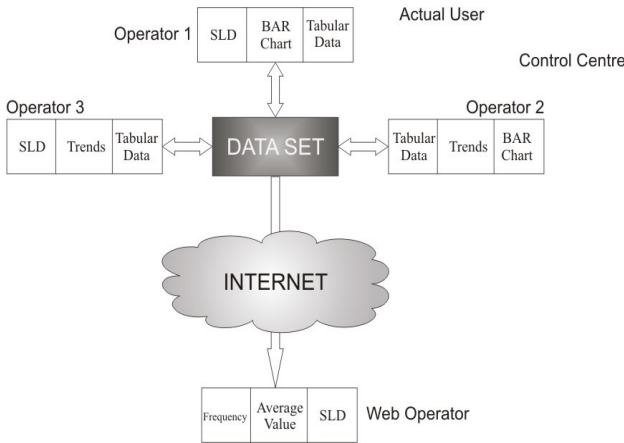 Actual User
Operator 1
SLD
BAR
Chart
Tabular
Data
Control Centre
Operator 3
SLD
Trends
Tabular
Data
DATA SET
Operator 2
Tabular
Data
Trends
BAR
Chart
INTERNET
Frequency
Average
Value
SLD
Web Operator